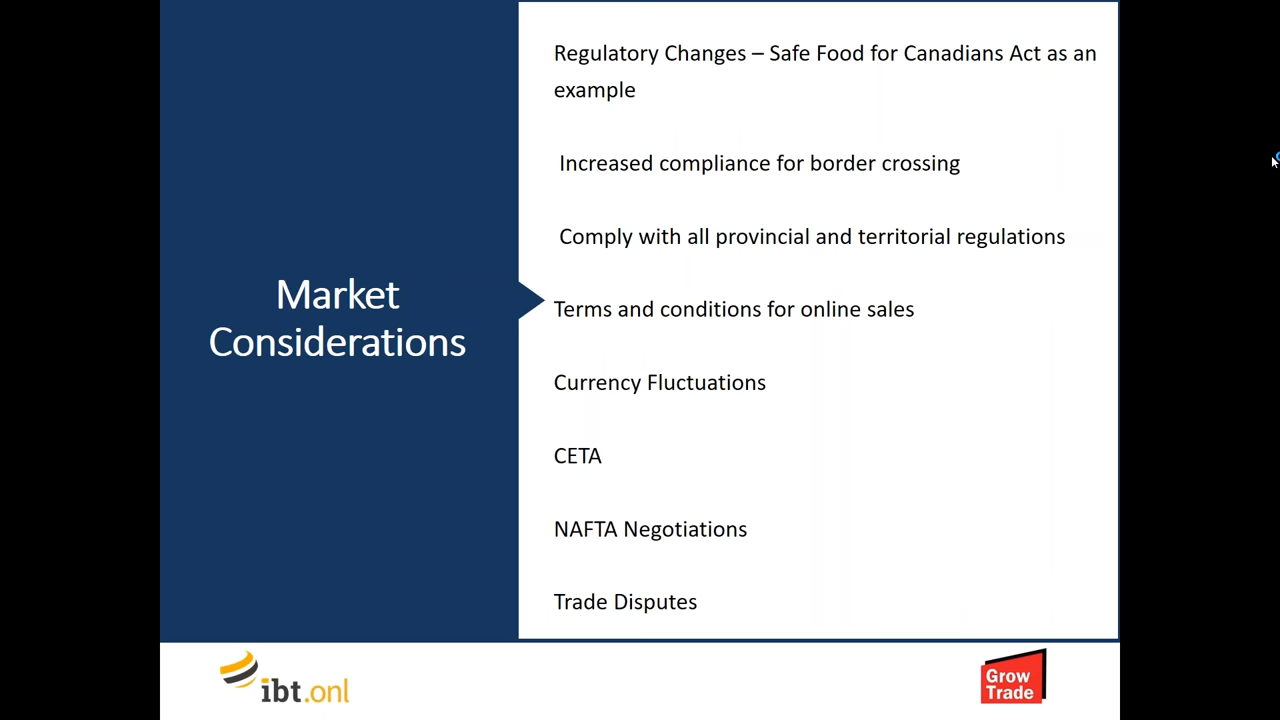 Market
Considerations
Regulatory Changes – Safe Food for Canadians Act as an
example
Increased compliance for border crossing
Comply with all provincial and territorial regulations
Terms and conditions for online sales
Currency Fluctuations
CETA
NAFTA Negotiations
Trade Disputes
ibt.onl
Grow
Trade